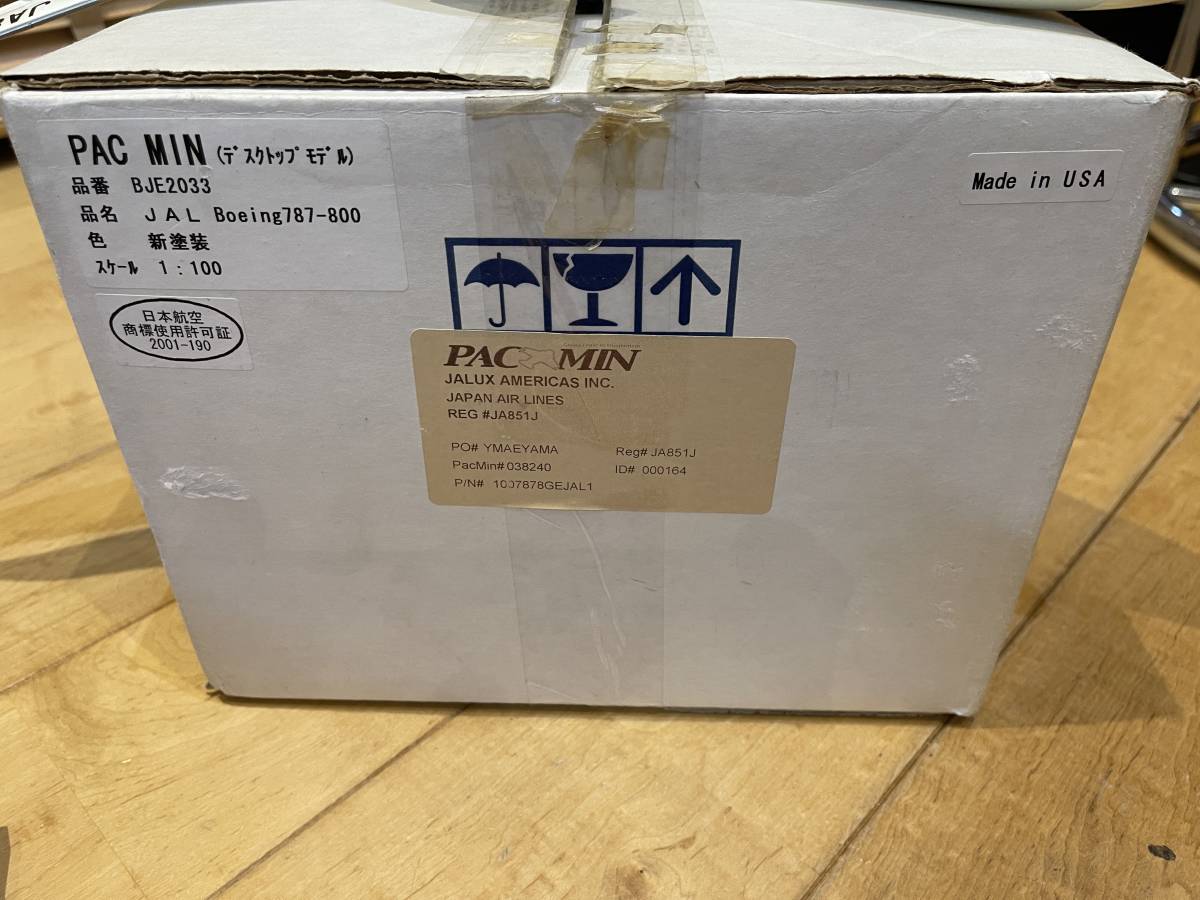 JAL
PAC MIN (デスクトップ モデル)
品番 BJE2033
品名 JAL Boeing787-800
色 新塗装
スケール 1:100
日本航空
商標使用許可証
2001-190
Made in USA
PAC MIN
JALUX AMERICAS INC.
JAPAN AIR LINES
REG #JA851J
PO# YMAEYAMA Reg# JA851J
PacMin# 038240 ID# 000164
P/N# 1007878GEJAL1